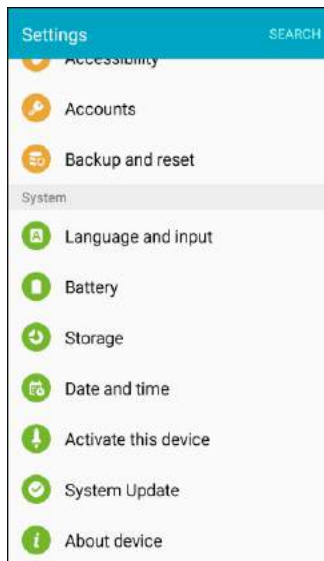 Settings
SEARCH
Accessibility
Accounts
Backup and reset
System
Language and input
Battery
Storage
Date and time
Activate this device
System Update
About device